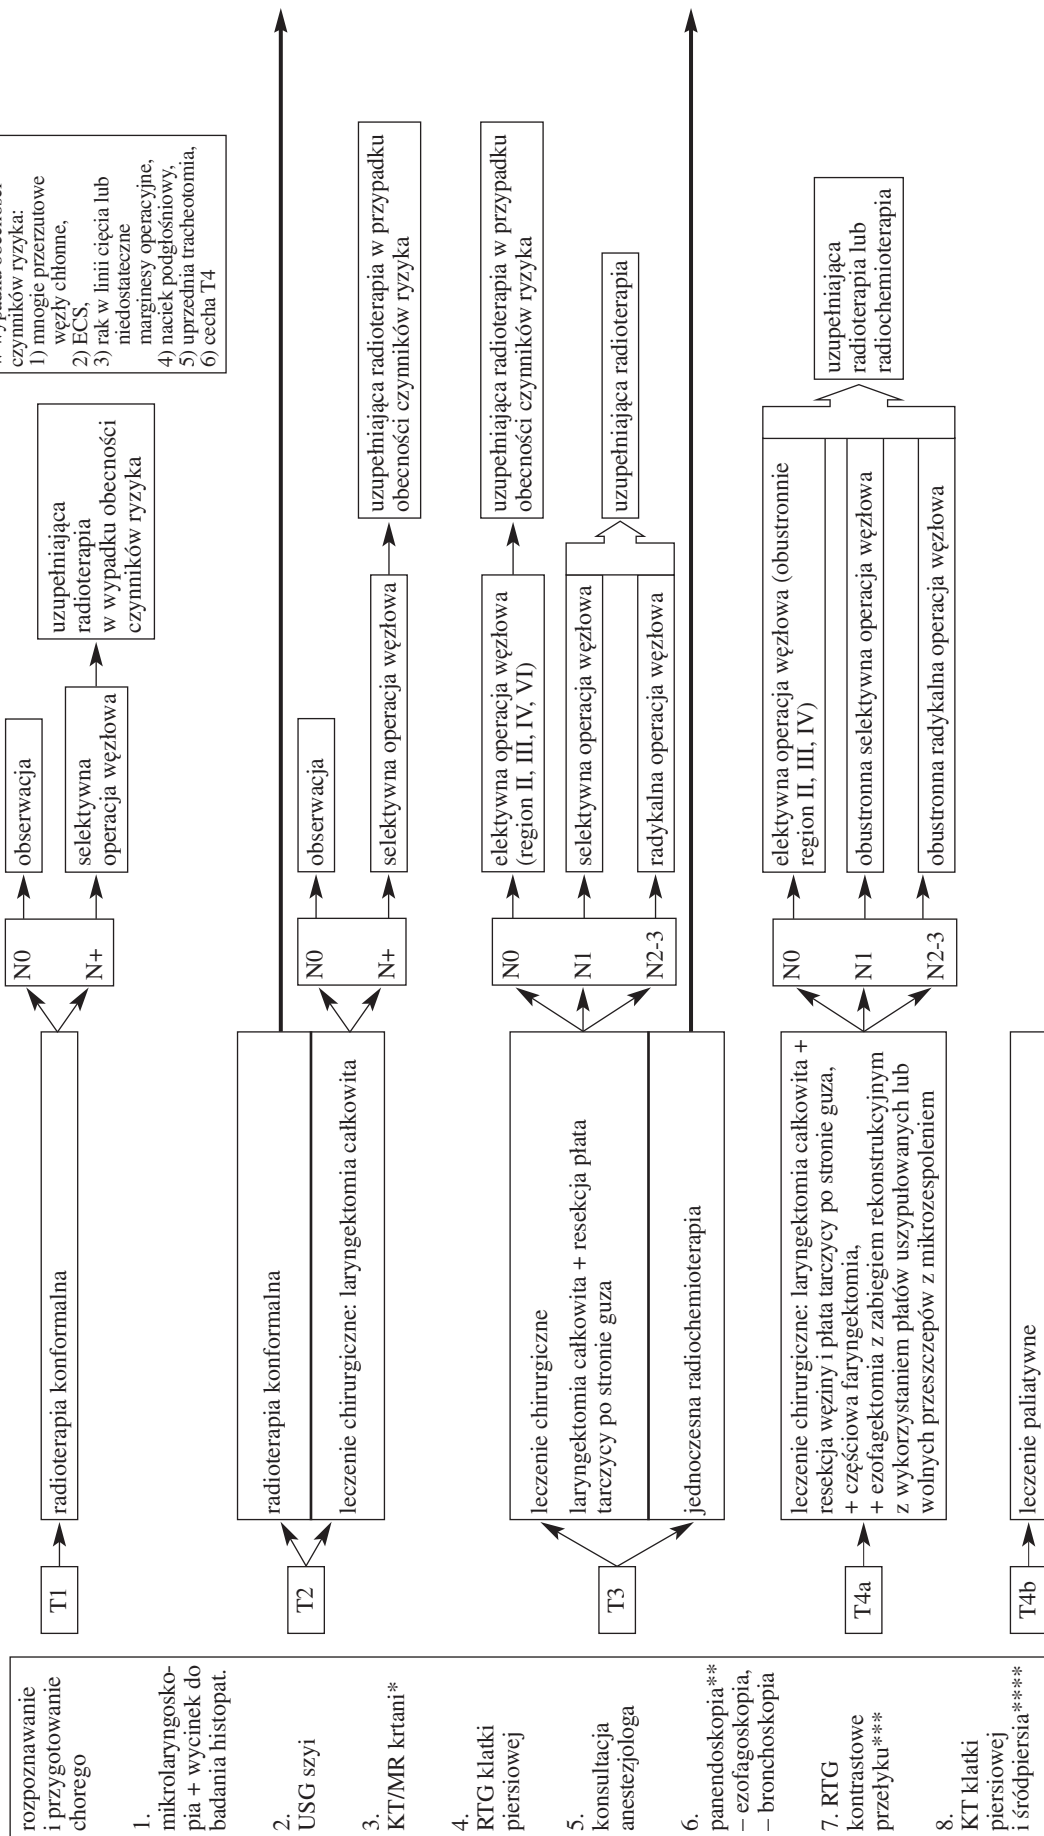 rozpoznawanie
i przygotowanie
chorego
1.
mikrolaryngosko-
pia + wycinek do
badania histopat.
2.
USG szyi
3.
KT/MR krtani*
4.
RTG klatki
piersiowej
5.
konsultacja
anestezjologa
6.
panendoskopia**
– ezofagoskopia,
– bronchoskopia
7. RTG
kontrastowe
przełyku***
8.
KT klatki
piersiowej
i śródpiersia****
T1
radioterapia konformalna
N0
N+
obserwacja
selektywna
operacja węzłowa
uzupełniająca
radioterapia
w wypadku obecności
czynników ryzyka
czynników ryzyka:
1) mnogie przerzutowe
węzły chłonne,
2) ECS,
3) rak w linii cięcia lub
niedostateczne
marginesy operacyjne,
4) naciek podgłośniowy,
5) uprzednia tracheotomia,
6) cecha T4
T2
radioterapia konformalna
leczenie chirurgiczne: laryngektomia całkowita
N0
N+
obserwacja
selektywna operacja węzłowa
uzupełniająca radioterapia w przypadku
obecności czynników ryzyka
T3
leczenie chirurgiczne
laryngektomia całkowita + resekcja płata
tarczycy po stronie guza
jednoczesna radiochemioterapia
N0
N1
N2-3
elektywna operacja węzłowa
(region II, III, IV, VI)
selektywna operacja węzłowa
radykalna operacja węzłowa
uzupełniająca radioterapia w przypadku
obecności czynników ryzyka
uzupełniająca radioterapia
T4a
leczenie chirurgiczne: laryngektomia całkowita +
resekcja węziny i płata tarczycy po stronie guza,
+ częściowa faryngektomia,
+ ezofagektomia z zabiegiem rekonstrukcyjnym
z wykorzystaniem płatów uszypułowanych lub
wolnych przeszczepów z mikrozespoleniem
N0
N1
N2-3
elektywna operacja węzłowa (obustronnie
region II, III, IV)
obustronna selektywna operacja węzłowa
obustronna radykalna operacja węzłowa
uzupełniająca
radioterapia lub
radiochemioterapia
T4b
leczenie paliatywne